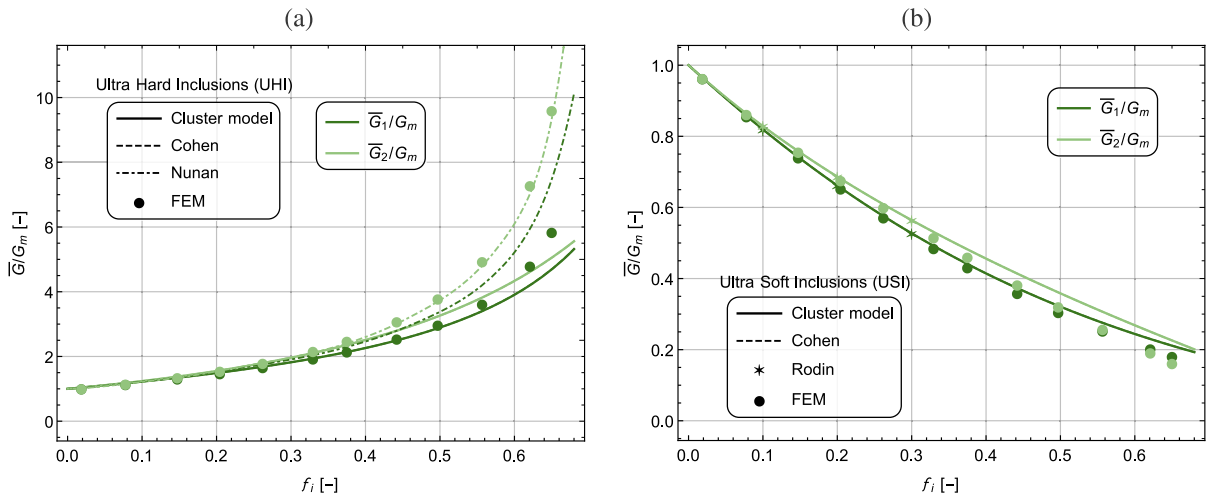 (a)
Ultra Hard Inclusions (UHI)
Cluster model
Cohen
Nunan
FEM
G̅₁/Gₘ
G̅₂/Gₘ
G̅/Gₘ [-]
10
8
6
4
2
0
0.0 0.1 0.2 0.3 0.4 0.5 0.6
fᵢ [-]
(b)
G̅₁/Gₘ
G̅₂/Gₘ
Ultra Soft Inclusions (USI)
Cluster model
Cohen
Rodin
FEM
G̅/Gₘ [-]
1.0
0.8
0.6
0.4
0.2
0.0
0.0 0.1 0.2 0.3 0.4 0.5 0.6
fᵢ [-]